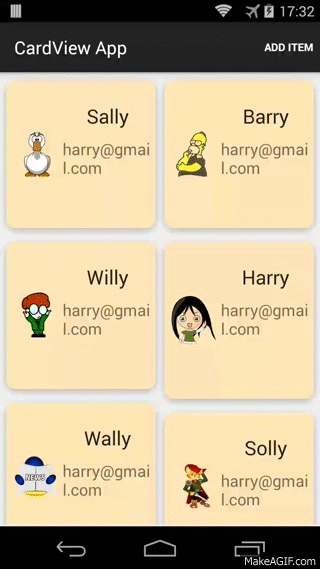 17:32
CardView App
ADD ITEM
Sally
harry@gmai
l.com
Barry
harry@gmai
l.com
Willy
harry@gmai
l.com
Harry
harry@gmai
l.com
Wally
NEWS
harry@gmai
l.com
Solly
harry@gmai
l.com
MakeAGIF.com